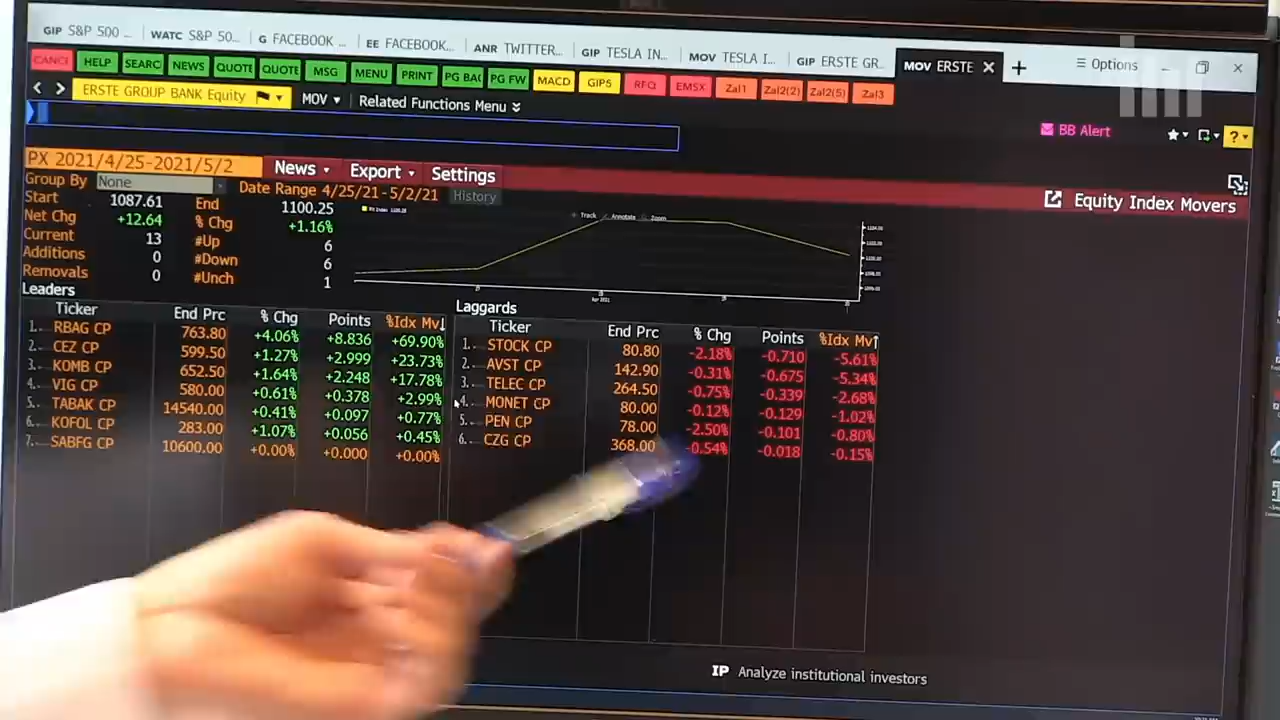 GIP S&P 500 ... WATC S&P 50... G FACEBOOK ... EE FACEBOOK... ANR TWITTER... GIP TESLA IN... MOV TESLA I... GIP ERSTE GR... MOV ERSTE × + Options
CANCL HELP SEARC NEWS QUOTE QUOTE MSG MENU PRINT PG BAC PG FW MACD GIP5 RFQ EMSX Zal1 Zal2(2) Zal2(5) Zal3
< > ERSTE GROUP BANK Equity MOV Related Functions Menu
BB Alert
?
PX 2021/4/25-2021/5/2 News Export Settings
Equity Index Movers
Group By None Date Range 4/25/21-5/2/21 History
Start 1087.61 End 1100.25
Net Chg +12.64 % Chg +1.16%
Current 13 #Up 6
Additions 0 #Down 6
Removals 0 #Unch 1
Track Annotate Zoom
Apr 2021
Leaders
Ticker End Prc % Chg Points %Idx Mv↓
1. RBAG CP 763.80 +4.06% +8.836 +69.90%
2. CEZ CP 599.50 +1.27% +2.999 +23.73%
3. KOMB CP 652.50 +1.64% +2.248 +17.78%
4. VIG CP 580.00 +0.61% +0.378 +2.99%
5. TABAK CP 14540.00 +0.41% +0.097 +0.77%
6. KOFOL CP 283.00 +1.07% +0.056 +0.45%
7. SABFG CP 10600.00 +0.00% +0.000 +0.00%
Laggards
Ticker End Prc % Chg Points %Idx Mv↑
1. STOCK CP 80.80 -2.18% -0.710 -5.61%
2. AVST CP 142.90 -0.31% -0.675 -5.34%
3. TELEC CP 264.50 -0.75% -0.339 -2.68%
4. MONET CP 80.00 -0.12% -0.129 -1.02%
5. PEN CP 78.00 -2.50% -0.101 -0.80%
6. CZG CP 368.00 -0.54% -0.018 -0.15%
IP Analyze institutional investors